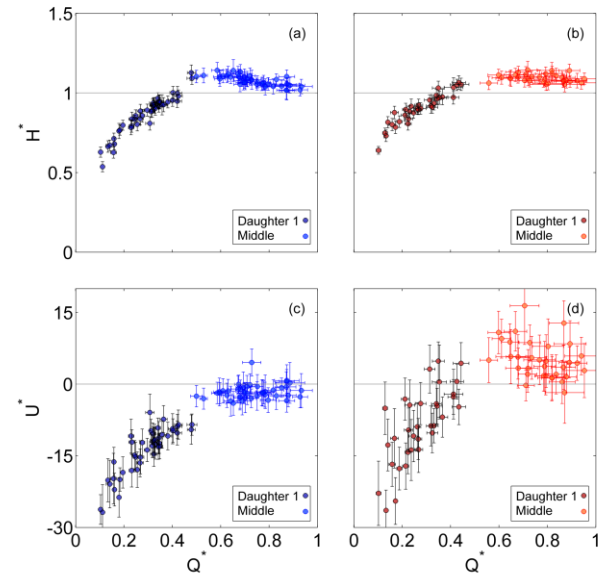 1.5
1
0.5
0
H*
(a)
Daughter 1
Middle
(b)
Daughter 1
Middle
15
0
-15
-30
U*
(c)
Daughter 1
Middle
(d)
Daughter 1
Middle
0 0.2 0.4 0.6 0.8 1
0 0.2 0.4 0.6 0.8 1
Q*
Q*